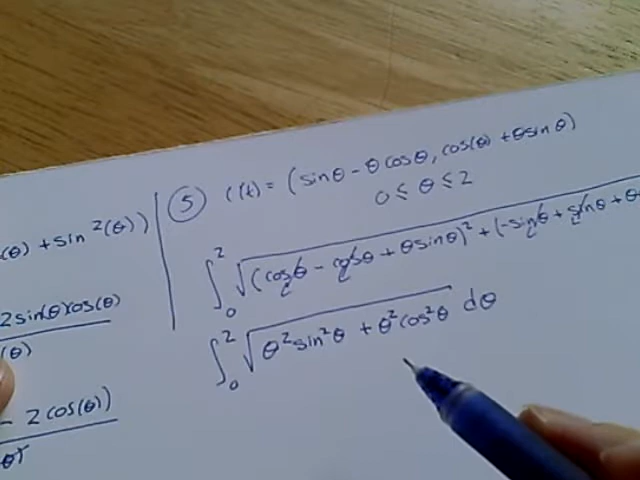 (θ) + sin²(θ))
2sin(θ)cos(θ)
(θ)
- 2cos(θ))
⑤ r(t) = (sinθ - θcosθ, cos(θ) + θsinθ)
0 ≤ θ ≤ 2
∫₀² √(cosθ - cosθ + θsinθ)² + (-sinθ + sinθ + θ
∫₀² √θ²sin²θ + θ²cos²θ dθ